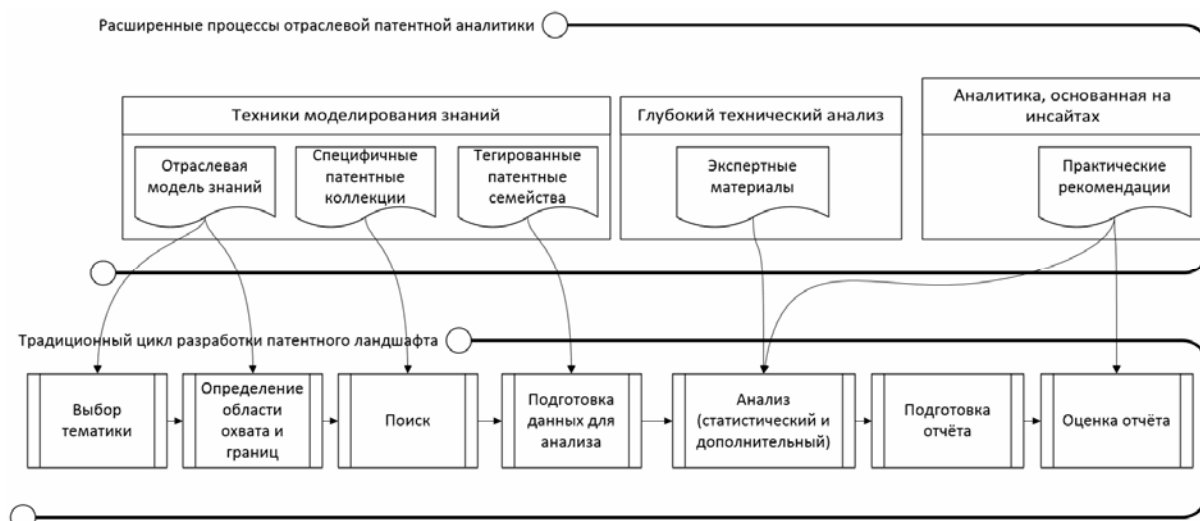 Расширенные процессы отраслевой патентной аналитики
Техники моделирования знаний
Глубокий технический анализ
Аналитика, основанная на
инсайтах
Отраслевая
модель знаний
Специфичные
патентные
коллекции
Тегированные
патентные
семейства
Экспертные
материалы
Практические
рекомендации
Традиционный цикл разработки патентного ландшафта
Выбор
тематики
Определение
области
охвата и
границ
Поиск
Подготовка
данных для
анализа
Анализ
(статистический и
дополнительный)
Подготовка
отчёта
Оценка отчёта